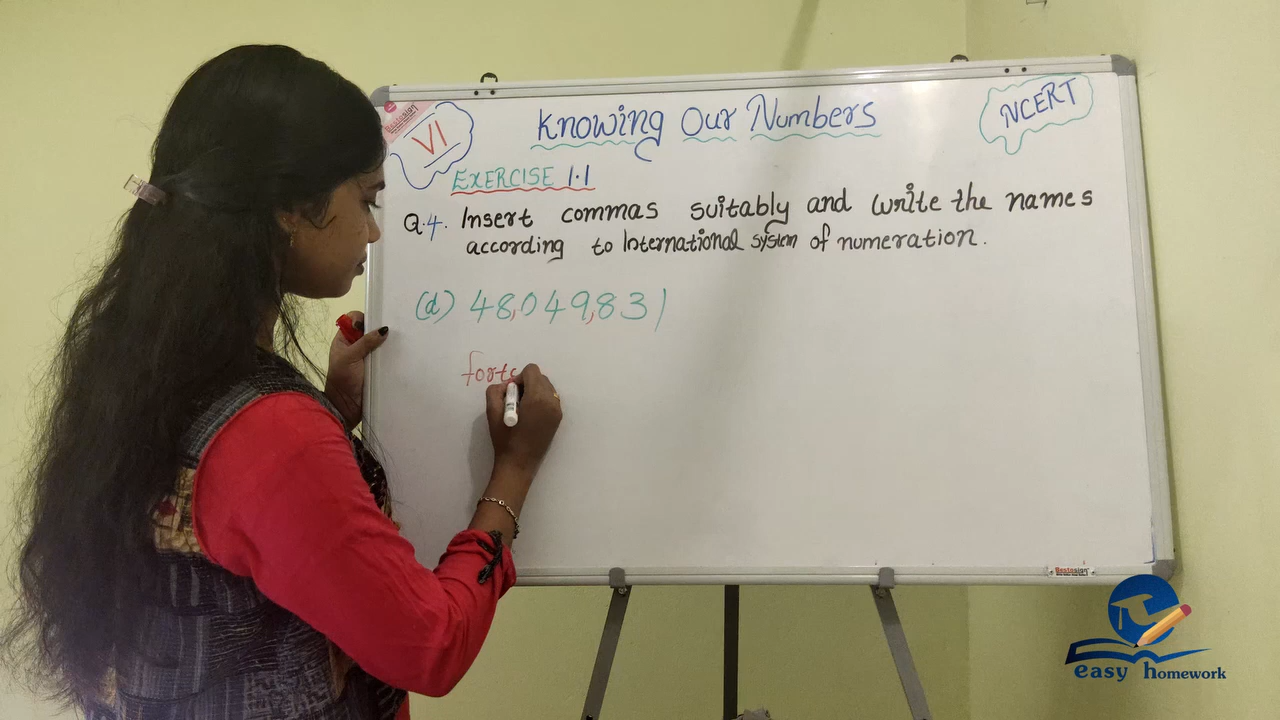 VI
Knowing Our Numbers
NCERT
EXERCISE 1.1
Q.4. Insert commas suitably and write the names
according to International system of numeration.
(d) 48,049,831
Bestosign
easy homework